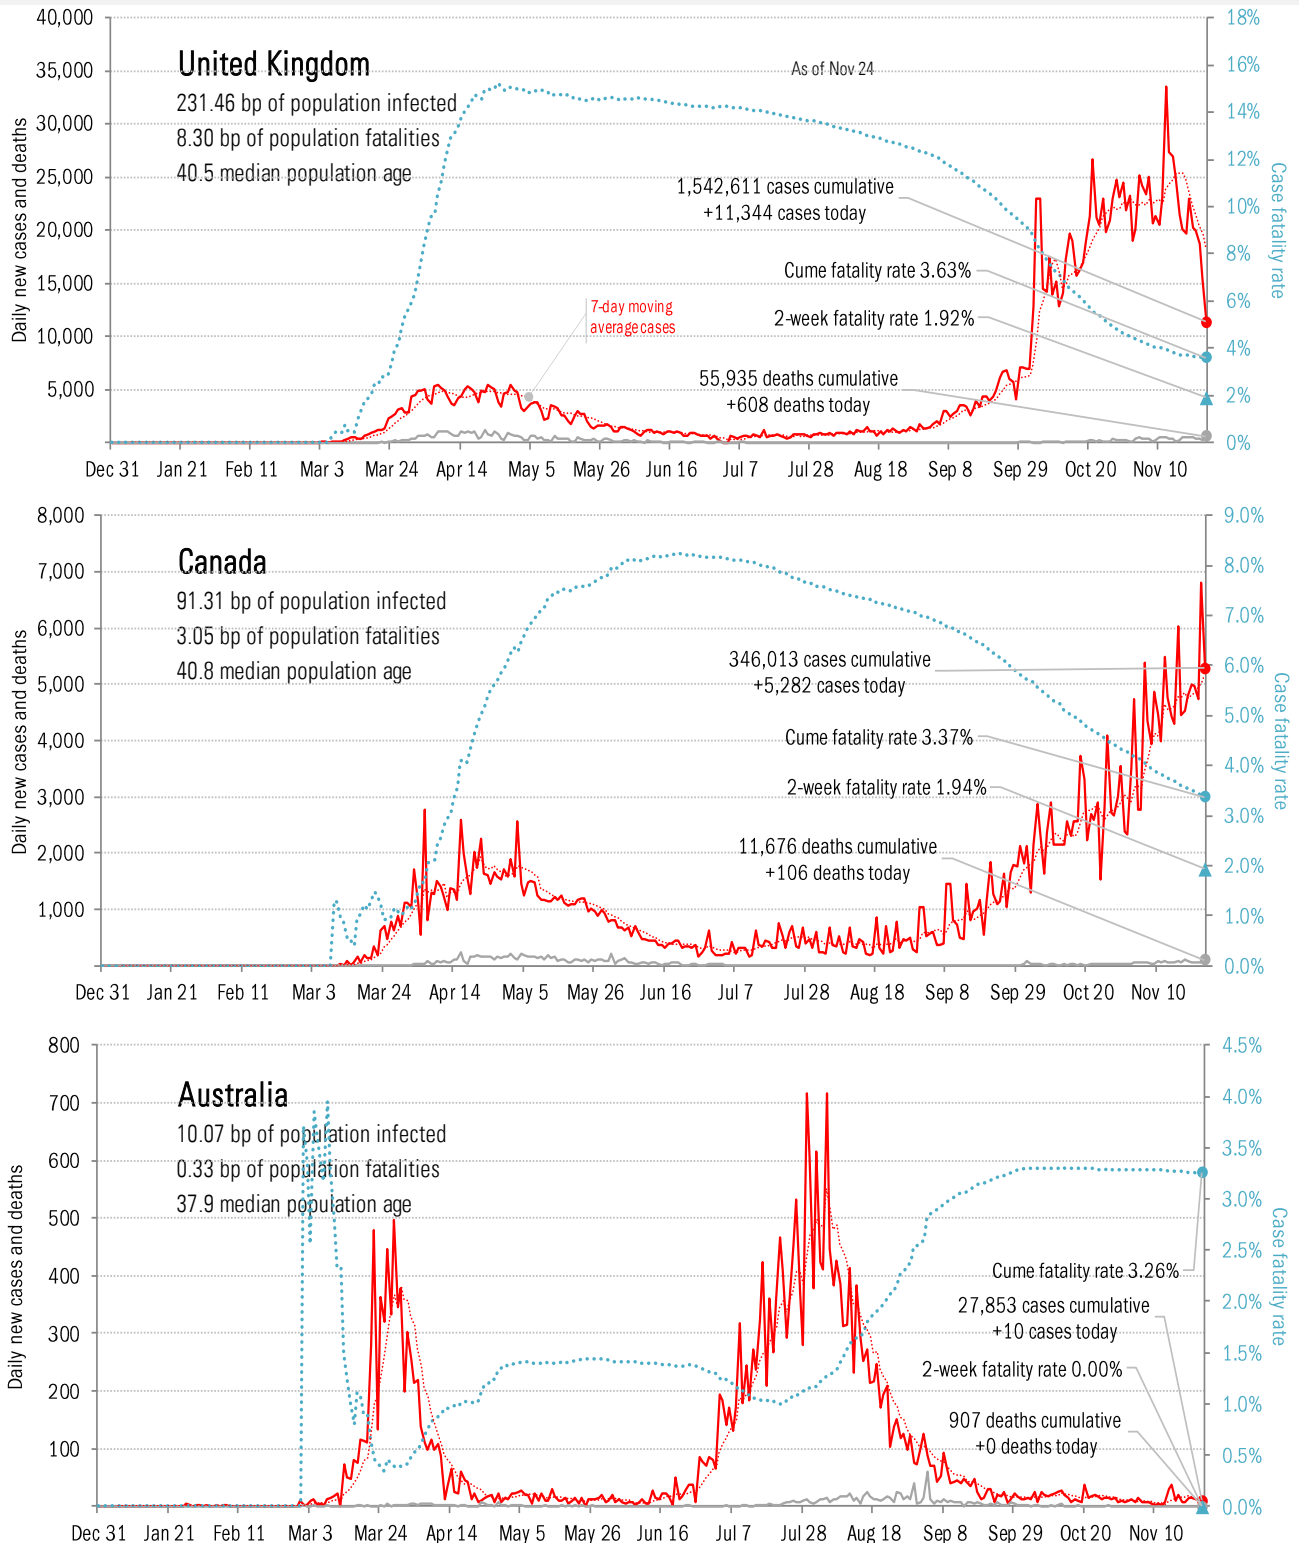 40,000
35,000
30,000
25,000
20,000
15,000
10,000
5,000
Daily new cases and deaths
United Kingdom
231.46 bp of population infected
8.30 bp of population fatalities
40.5 median population age
As of Nov 24
7-day moving
average cases
1,542,611 cases cumulative
+11,344 cases today
Cume fatality rate 3.63%
2-week fatality rate 1.92%
55,935 deaths cumulative
+608 deaths today
18%
16%
14%
12%
10%
8%
6%
4%
2%
0%
Case fatality rate
Dec 31 Jan 21 Feb 11 Mar 3 Mar 24 Apr 14 May 5 May 26 Jun 16 Jul 7 Jul 28 Aug 18 Sep 8 Sep 29 Oct 20 Nov 10
8,000
7,000
6,000
5,000
4,000
3,000
2,000
1,000
Daily new cases and deaths
Canada
91.31 bp of population infected
3.05 bp of population fatalities
40.8 median population age
346,013 cases cumulative
+5,282 cases today
Cume fatality rate 3.37%
2-week fatality rate 1.94%
11,676 deaths cumulative
+106 deaths today
9.0%
8.0%
7.0%
6.0%
5.0%
4.0%
3.0%
2.0%
1.0%
0.0%
Case fatality rate
Dec 31 Jan 21 Feb 11 Mar 3 Mar 24 Apr 14 May 5 May 26 Jun 16 Jul 7 Jul 28 Aug 18 Sep 8 Sep 29 Oct 20 Nov 10
800
700
600
500
400
300
200
100
Daily new cases and deaths
Australia
10.07 bp of population infected
0.33 bp of population fatalities
37.9 median population age
Cume fatality rate 3.26%
27,853 cases cumulative
+10 cases today
2-week fatality rate 0.00%
907 deaths cumulative
+0 deaths today
4.5%
4.0%
3.5%
3.0%
2.5%
2.0%
1.5%
1.0%
0.5%
0.0%
Case fatality rate
Dec 31 Jan 21 Feb 11 Mar 3 Mar 24 Apr 14 May 5 May 26 Jun 16 Jul 7 Jul 28 Aug 18 Sep 8 Sep 29 Oct 20 Nov 10